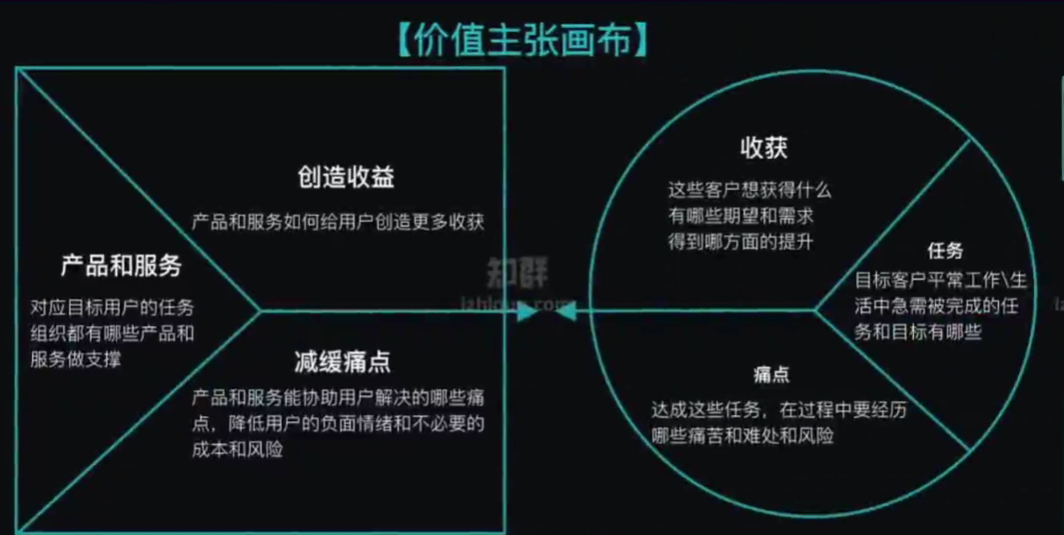 【价值主张画布】
创造收益
产品和服务如何给用户创造更多收获
产品和服务
对应目标用户的任务
组织都有哪些产品和
服务做支撑
减缓痛点
产品和服务能协助用户解决的哪些痛
点，降低用户的负面情绪和不必要的
成本和风险
知群
收获
这些客户想获得什么
有哪些期望和需求
得到哪方面的提升
任务
目标客户平常工作\生
活中急需被完成的任
务和目标有哪些
痛点
达成这些任务，在过程中要经历
哪些痛苦和难处和风险